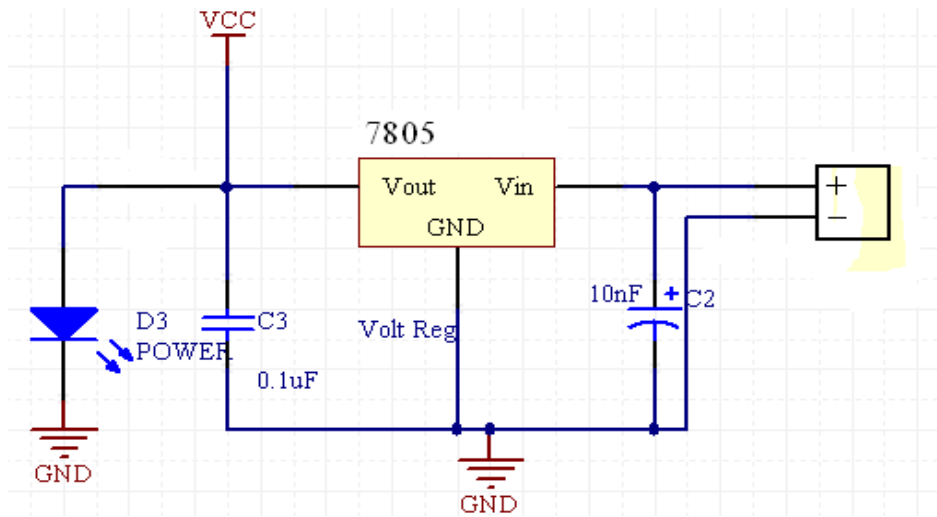 VCC
7805
Vout Vin
GND
+
−
10nF + C2
D3 C3
Volt Reg
POWER
0.1uF
GND
GND